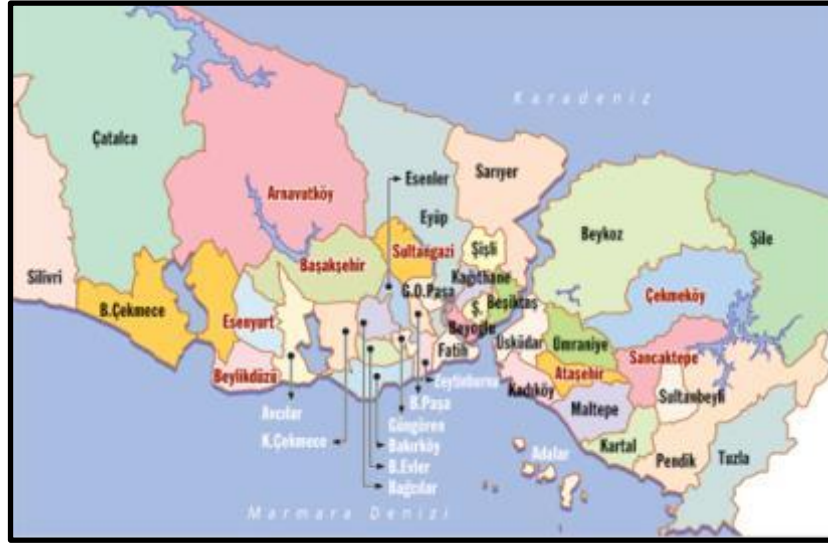 Karadeniz
Çatalca
Esenler
Sarıyer
Arnavatköy
Eyüp
Beykoz
Şile
Sultangazi
Şişli
Silivri
Başakşehir
Kağıthane
B.Çekmece
G.O.Paşa
Beşiktaş
Çekmeköy
Ş.
Esenyurt
Beyoğlu
Üsküdar
Ümraniye
Fatih
Sancaktepe
Ataşehir
Beylikdüzü
Zeytinburnu
Kadıköy
Sultanbeyli
B.Paşa
Maltepe
Avcılar
Güngören
K.Çekmece
Bakırköy
Kartal
Adalar
Pendik
Tuzla
B.Evler
Bağcılar
Marmara Denizi